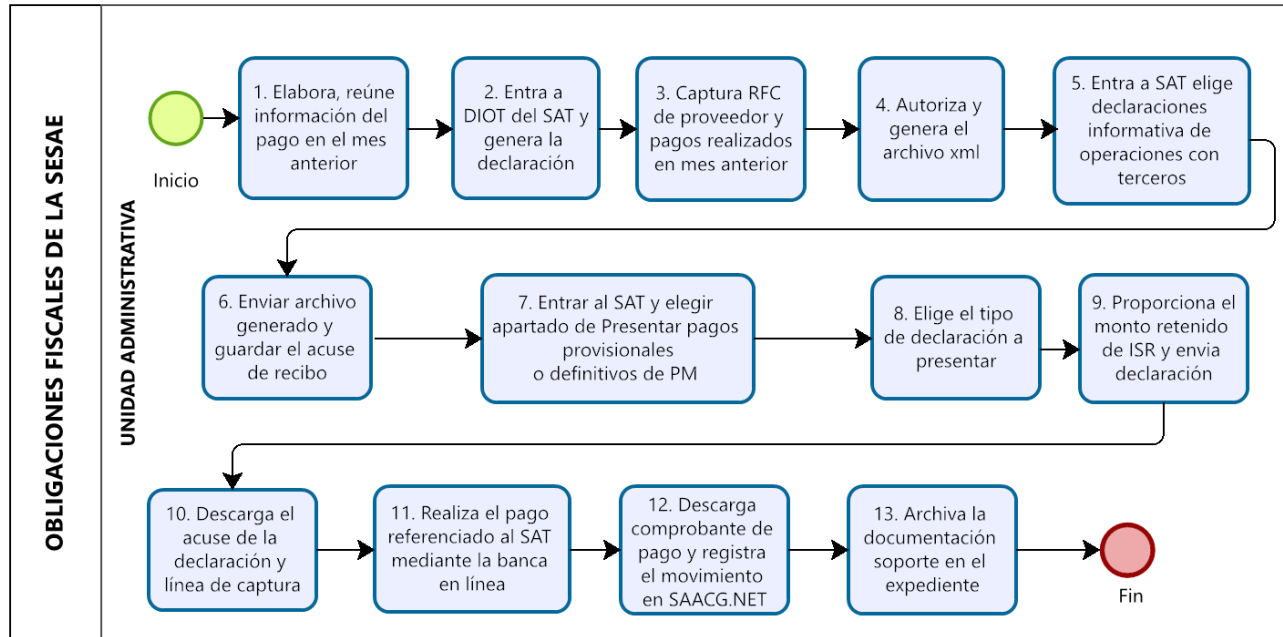 OBLIGACIONES FISCALES DE LA SESAE
UNIDAD ADMINISTRATIVA
Inicio
1. Elabora, reúne
información del
pago en el mes
anterior
2. Entra a
DIOT del SAT y
genera la
declaración
3. Captura RFC
de proveedor y
pagos realizados
en mes anterior
4. Autoriza y
genera el
archivo xml
5. Entra a SAT elige
declaraciones
informativa de
operaciones con
terceros
6. Enviar archivo
generado y
guardar el acuse
de recibo
7. Entrar al SAT y elegir
apartado de Presentar pagos
provisionales
o definitivos de PM
8. Elige el tipo
de declaración a
presentar
9. Proporciona el
monto retenido
de ISR y envia
declaración
10. Descarga el
acuse de la
declaración y
línea de captura
11. Realiza el pago
referenciado al SAT
mediante la banca
en línea
12. Descarga
comprobante de
pago y registra
el movimiento
en SAACG.NET
13. Archiva la
documentación
soporte en el
expediente
Fin